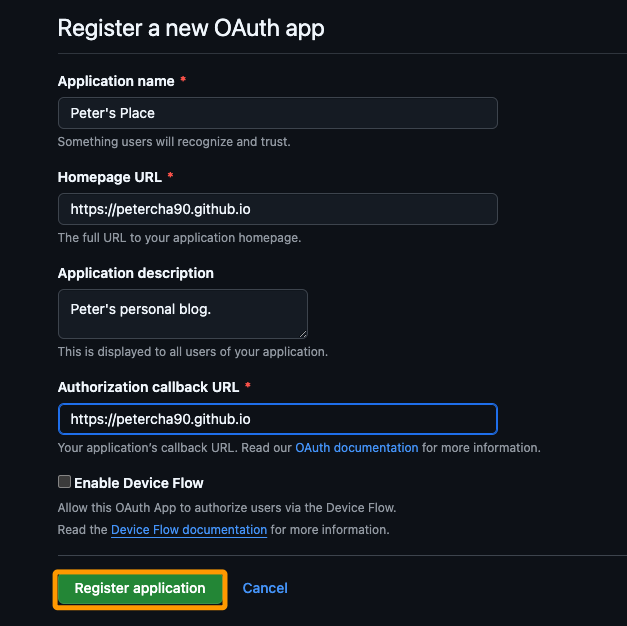 Register a new OAuth app
Application name *
Peter's Place
Something users will recognize and trust.
Homepage URL *
https://petercha90.github.io
The full URL to your application homepage.
Application description
Peter's personal blog.
This is displayed to all users of your application.
Authorization callback URL *
https://petercha90.github.io
Your application's callback URL. Read our OAuth documentation for more information.
Enable Device Flow
Allow this OAuth App to authorize users via the Device Flow.
Read the Device Flow documentation for more information.
Register application Cancel